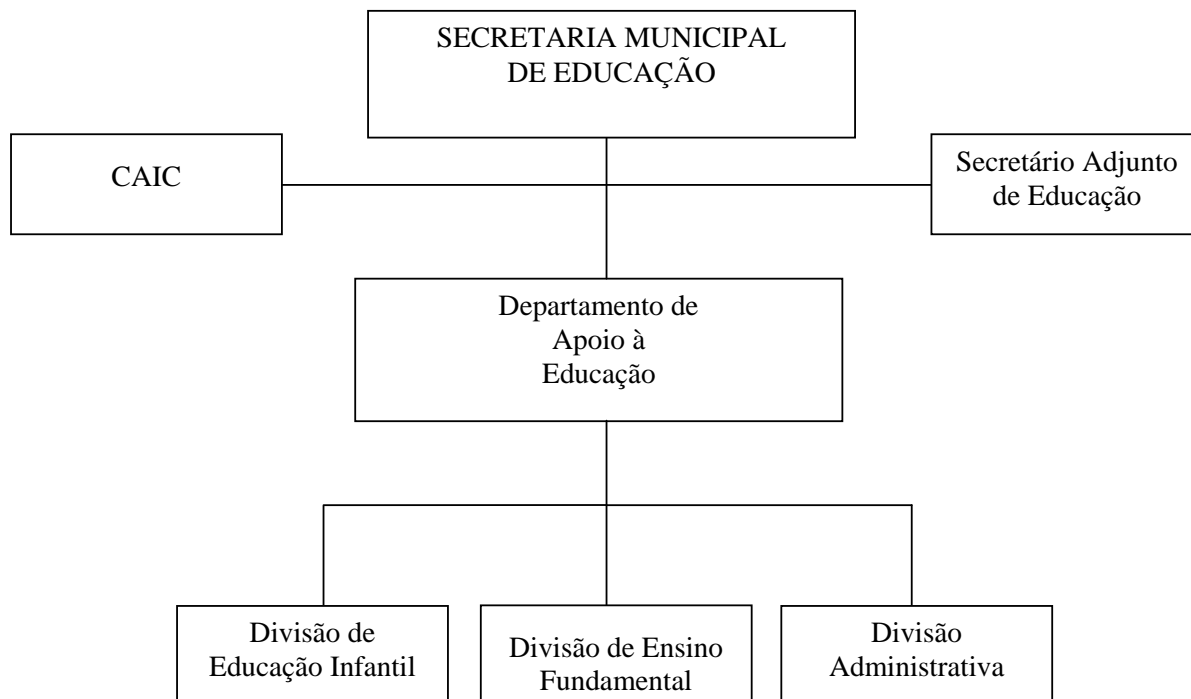 SECRETARIA MUNICIPAL
DE EDUCAÇÃO
CAIC
Secretário Adjunto
de Educação
Departamento de
Apoio à
Educação
Divisão de
Educação Infantil
Divisão de Ensino
Fundamental
Divisão
Administrativa